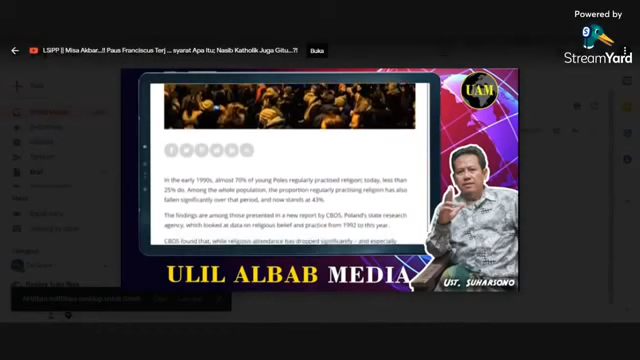 Powered by
StreamYard
LSiPP || Misa Akbar...!! Paus Franciscus Terj ... syarat Apa Itu; Nasib Katholik Juga Gitu...?!
Buka
UAM
In the early 1990s, almost 70% of young Poles regularly practised religion; today, less than
25% do. Among the whole population, the proportion regularly practising religion has also
fallen significantly over that period, and now stands at 43%.
The findings are among those presented in a new report by CBOS, Poland's state research
agency, which looked at data on religious belief and practice from 1992 to this year.
CBOS found that, while religious attendance has dropped significantly – and especially
ULIL ALBAB MEDIA
UST, SUHARSONO